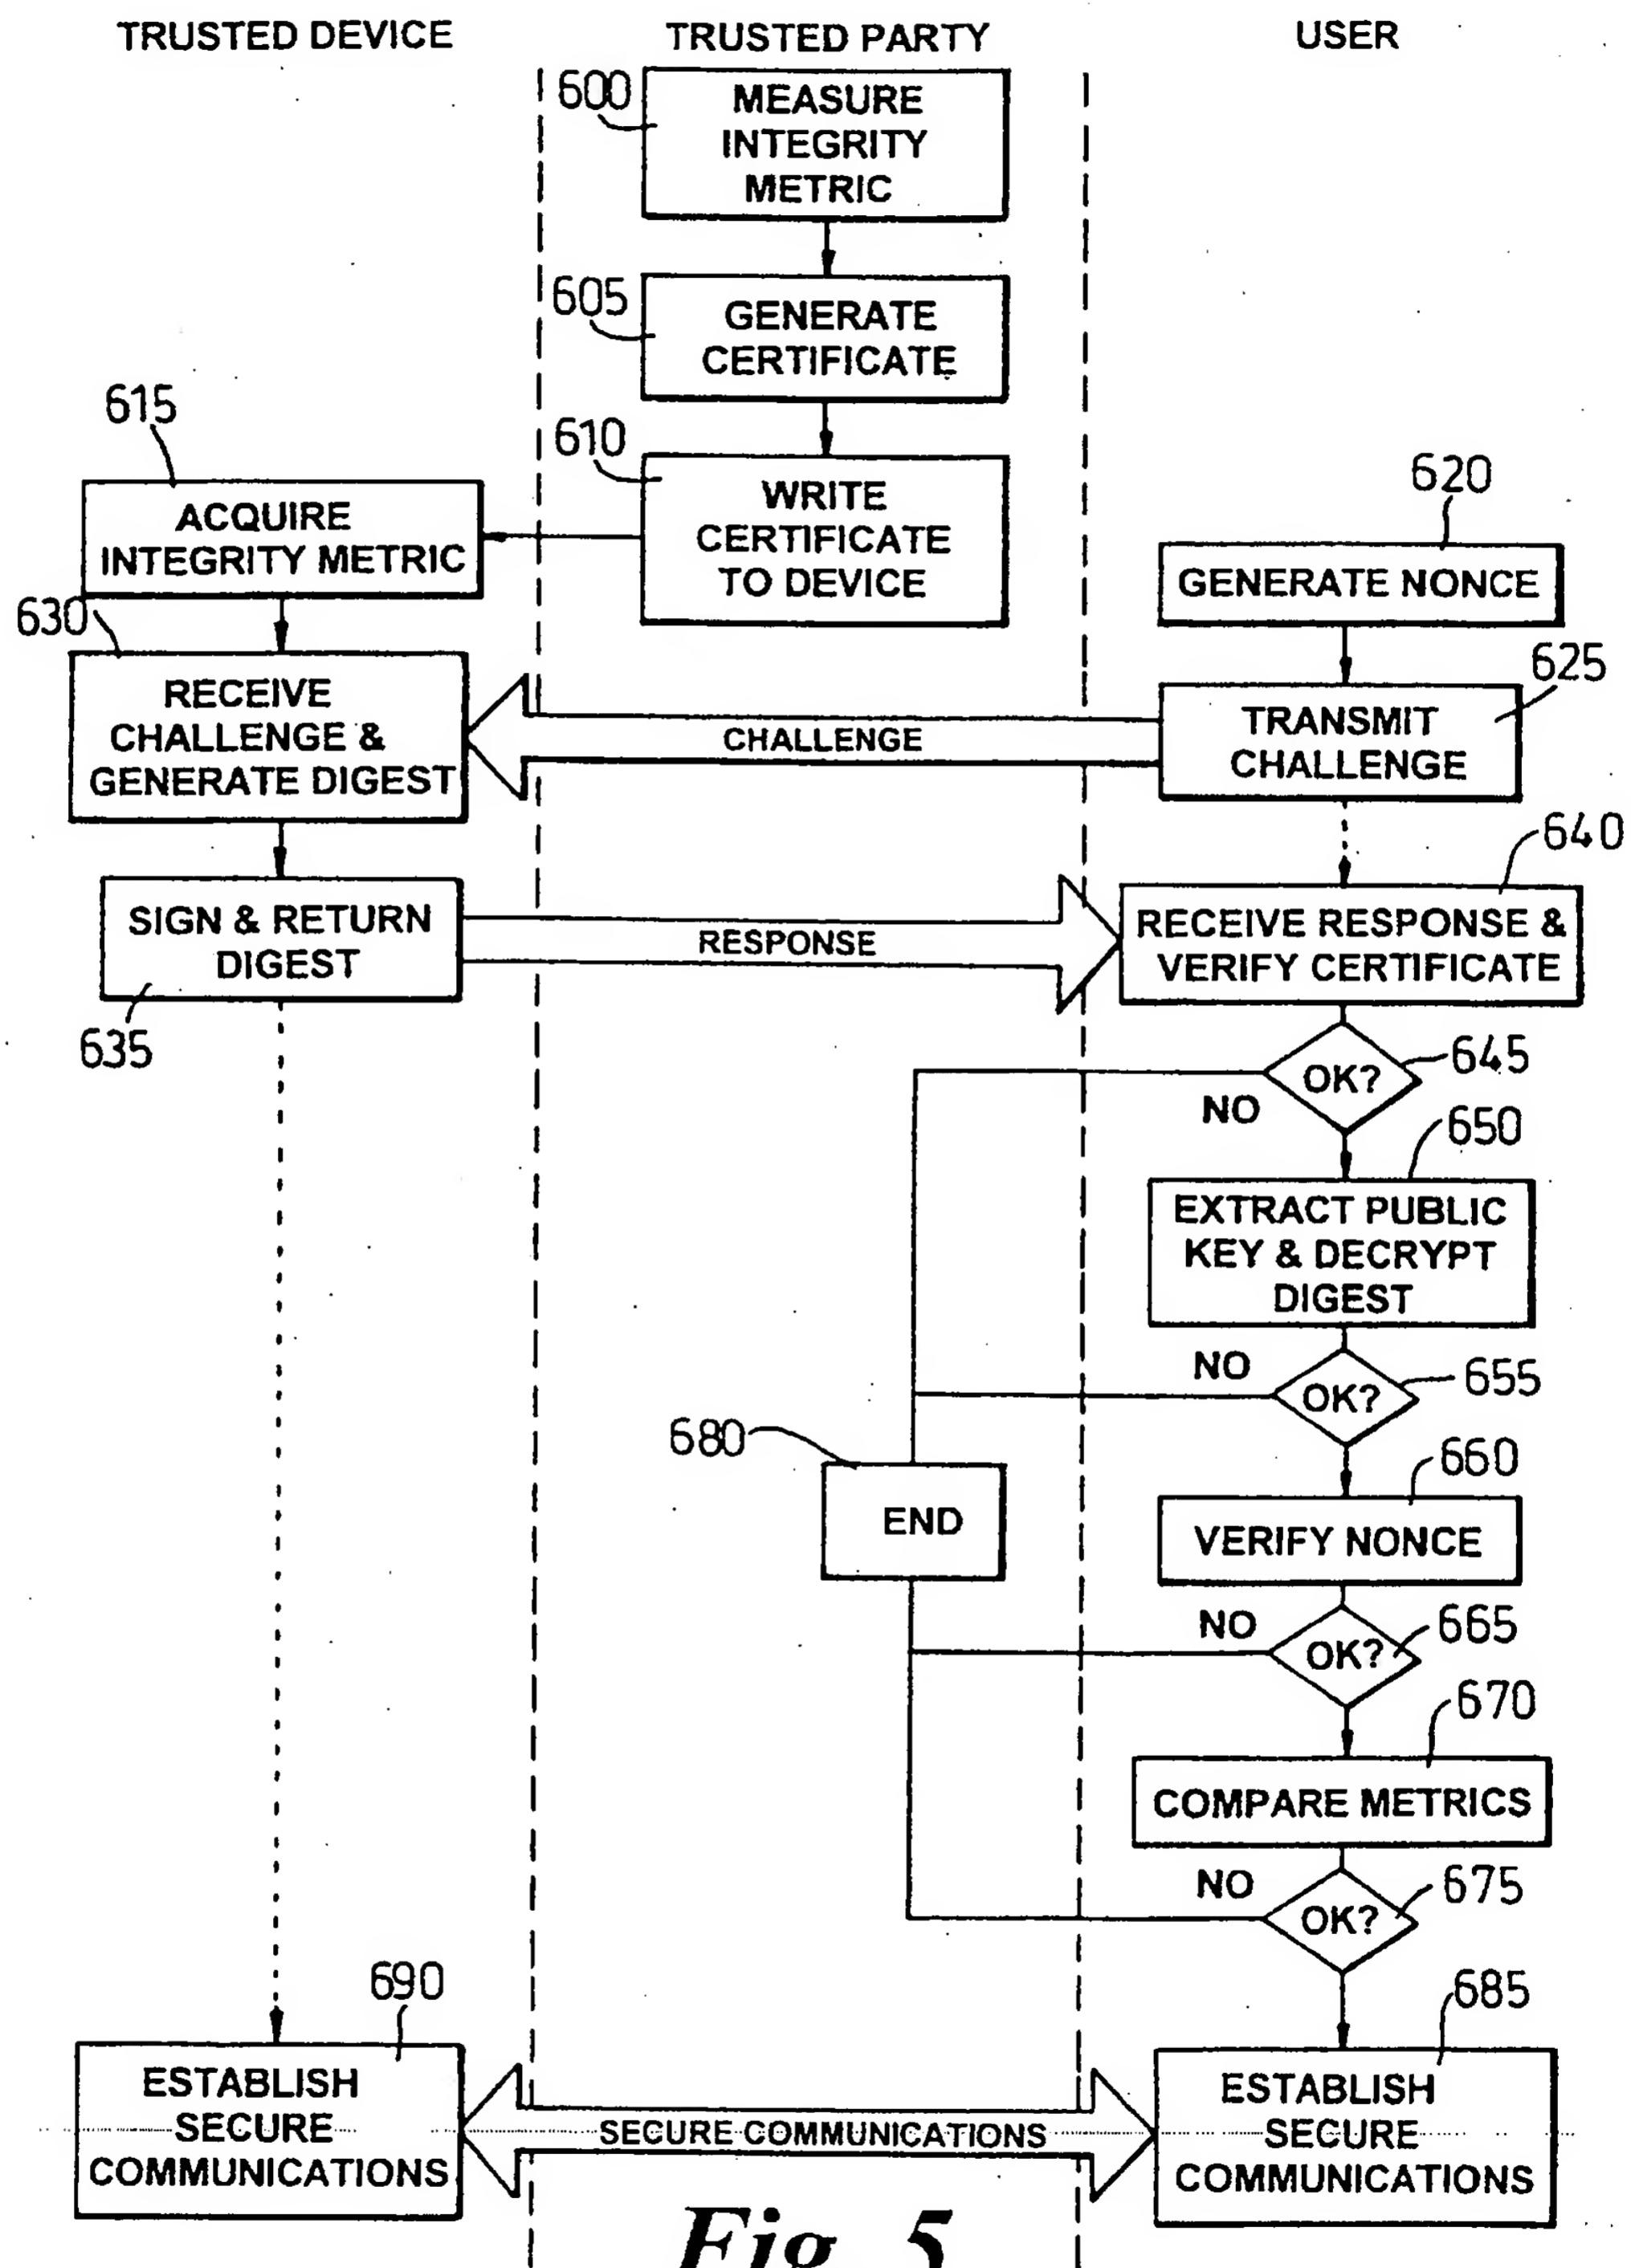 TRUSTED DEVICE
TRUSTED PARTY
USER
600
MEASURE
INTEGRITY
METRIC
605
GENERATE
CERTIFICATE
610
WRITE
CERTIFICATE
TO DEVICE
615
ACQUIRE
INTEGRITY METRIC
620
GENERATE NONCE
630
RECEIVE
CHALLENGE &
GENERATE DIGEST
CHALLENGE
625
TRANSMIT
CHALLENGE
SIGN & RETURN
DIGEST
635
RESPONSE
640
RECEIVE RESPONSE &
VERIFY CERTIFICATE
OK?
645
NO
650
EXTRACT PUBLIC
KEY & DECRYPT
DIGEST
NO
OK?
655
680
END
660
VERIFY NONCE
NO
OK?
665
670
COMPARE METRICS
NO
OK?
675
690
ESTABLISH
SECURE
COMMUNICATIONS
SECURE COMMUNICATIONS
685
ESTABLISH
SECURE
COMMUNICATIONS
Fig. 5